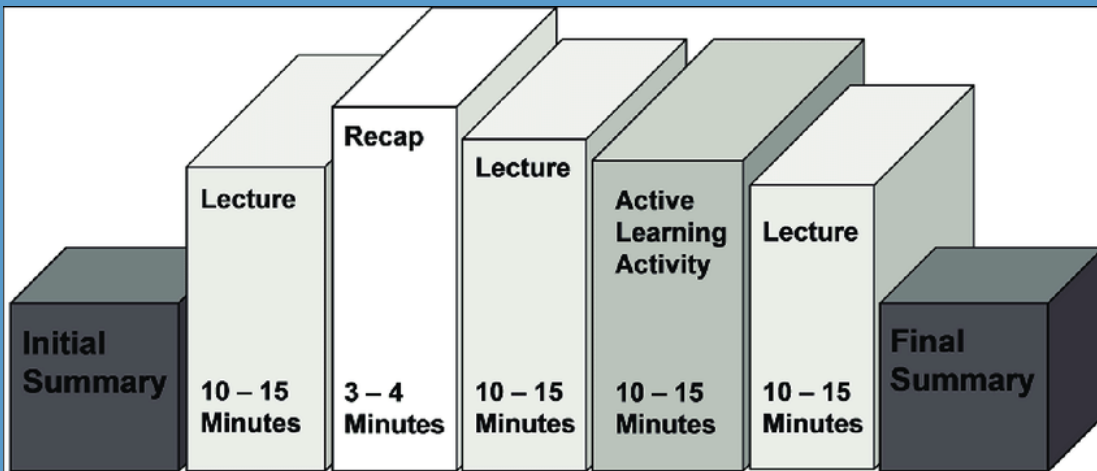 Initial
Summary
Lecture
10 – 15
Minutes
Recap
3 – 4
Minutes
Lecture
10 – 15
Minutes
Active
Learning
Activity
10 – 15
Minutes
Lecture
10 – 15
Minutes
Final
Summary